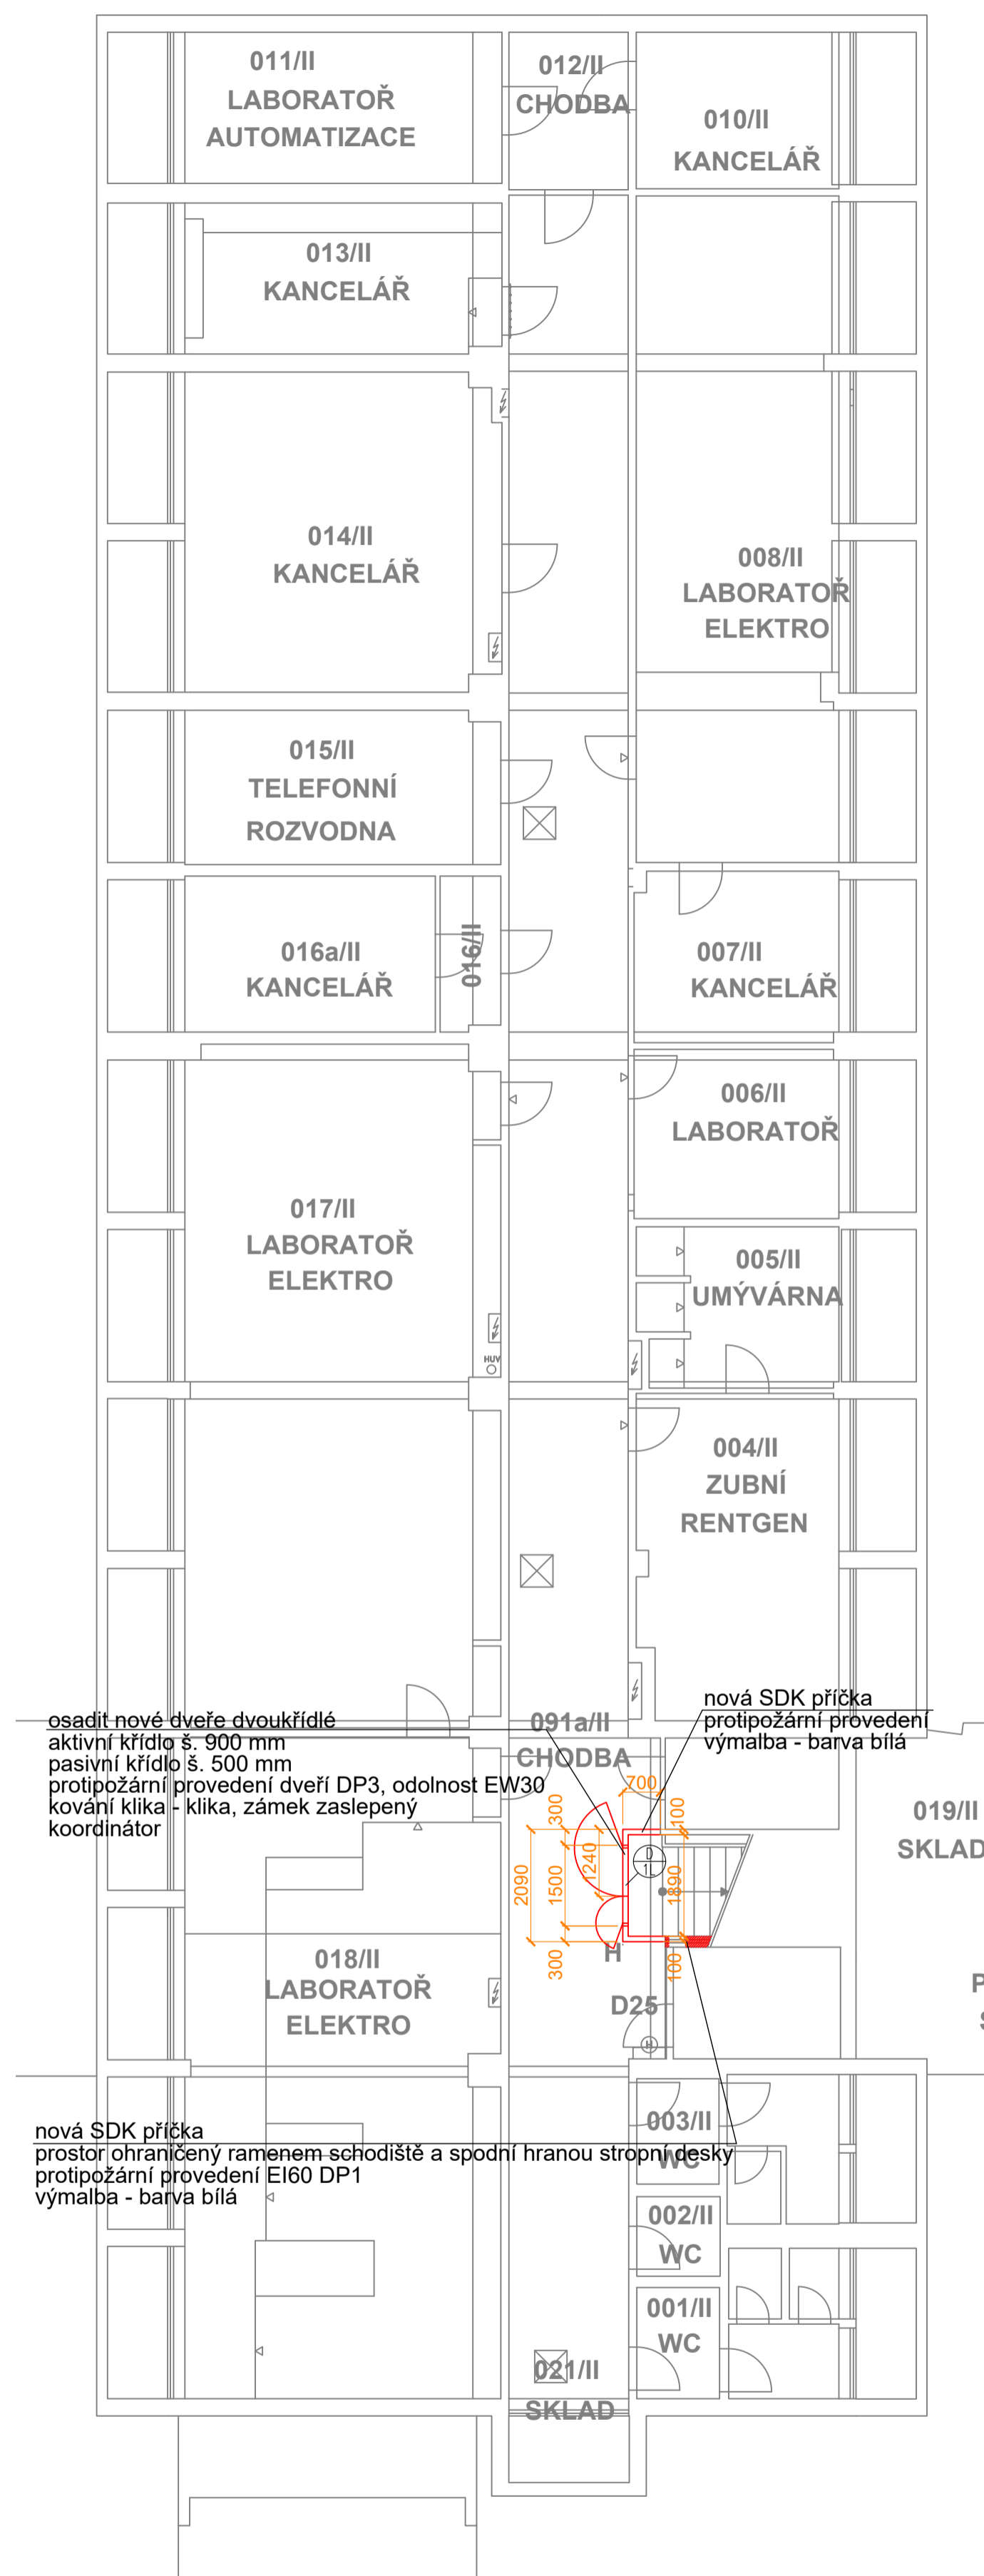 011/II
LABORATOŘ
AUTOMATIZACE
012/II
CHODBA
010/II
KANCELÁŘ
013/II
KANCELÁŘ
014/II
KANCELÁŘ
008/II
LABORATOŘ
ELEKTRO
015/II
TELEFONNÍ
ROZVODNA
016a/II
KANCELÁŘ
016/II
007/II
KANCELÁŘ
006/II
LABORATOŘ
017/II
LABORATOŘ
ELEKTRO
005/II
UMÝVÁRNA
HUV
004/II
ZUBNÍ
RENTGEN
nová SDK příčka
protipožární provedení
výmalba - barva bílá
osadit nové dveře dvoukřídlé
aktivní křídlo š. 900 mm
pasivní křídlo š. 500 mm
protipožární provedení dveří DP3, odolnost EW30
kování klika - klika, zámek zaslepený
koordinátor
091a/II
CHODBA
700
300
100
2090
1500
1240
1890
D
1L
300
100
H
D25
H
019/II
SKLAD
P
S
018/II
LABORATOŘ
ELEKTRO
nová SDK příčka
prostor ohraničený ramenem schodiště a spodní hranou stropní desky
protipožární provedení EI60 DP1
výmalba - barva bílá
003/II
WC
002/II
WC
001/II
WC
021/II
SKLAD